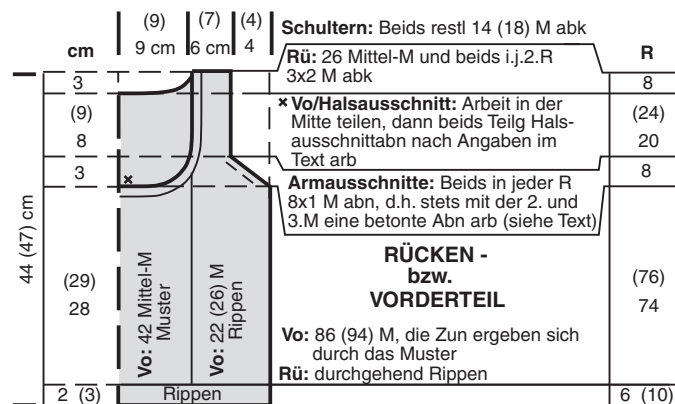 (9) (7) (4)
9 cm 6 cm 4
cm
R
Schultern: Beids restl 14 (18) M abk
Rü: 26 Mittel-M und beids i.j.2.R
3x2 M abk
3
8
× Vo/Halsausschnitt: Arbeit in der
Mitte teilen, dann beids Teilg Hals-
ausschnittabn nach Angaben im
Text arb
(9)
8
(24)
20
3
8
×
Armausschnitte: Beids in jeder R
8x1 M abn, d.h. stets mit der 2. und
3.M eine betonte Abn arb (siehe Text)
44 (47) cm
(29)
28
(76)
74
Vo: 42 Mittel-M
Muster
Vo: 22 (26) M
Rippen
RÜCKEN -
bzw.
VORDERTEIL
Vo: 86 (94) M, die Zun ergeben sich
durch das Muster
Rü: durchgehend Rippen
2 (3)
Rippen
6 (10)